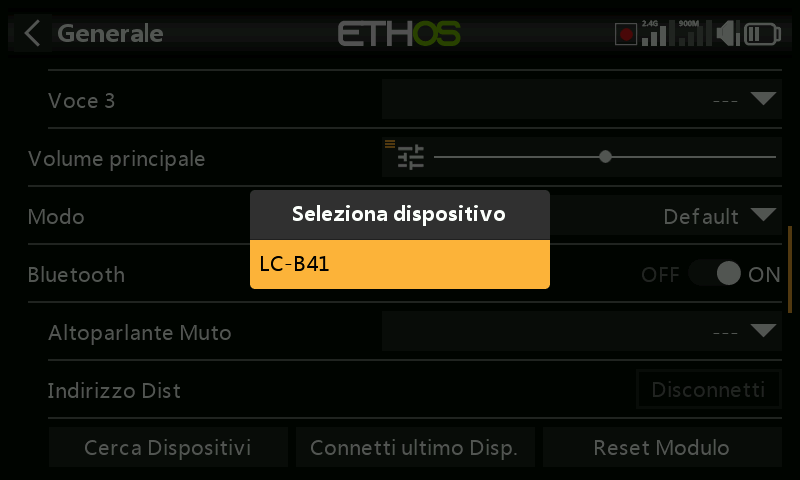 Generale
ETHOS
2.4G
900M
Voce 3
---
Volume principale
Seleziona dispositivo
Modo
Default
LC-B41
Bluetooth
OFF
ON
Altoparlante Muto
---
Indirizzo Dist
Disconnetti
Cerca Dispositivi
Connetti ultimo Disp.
Reset Modulo